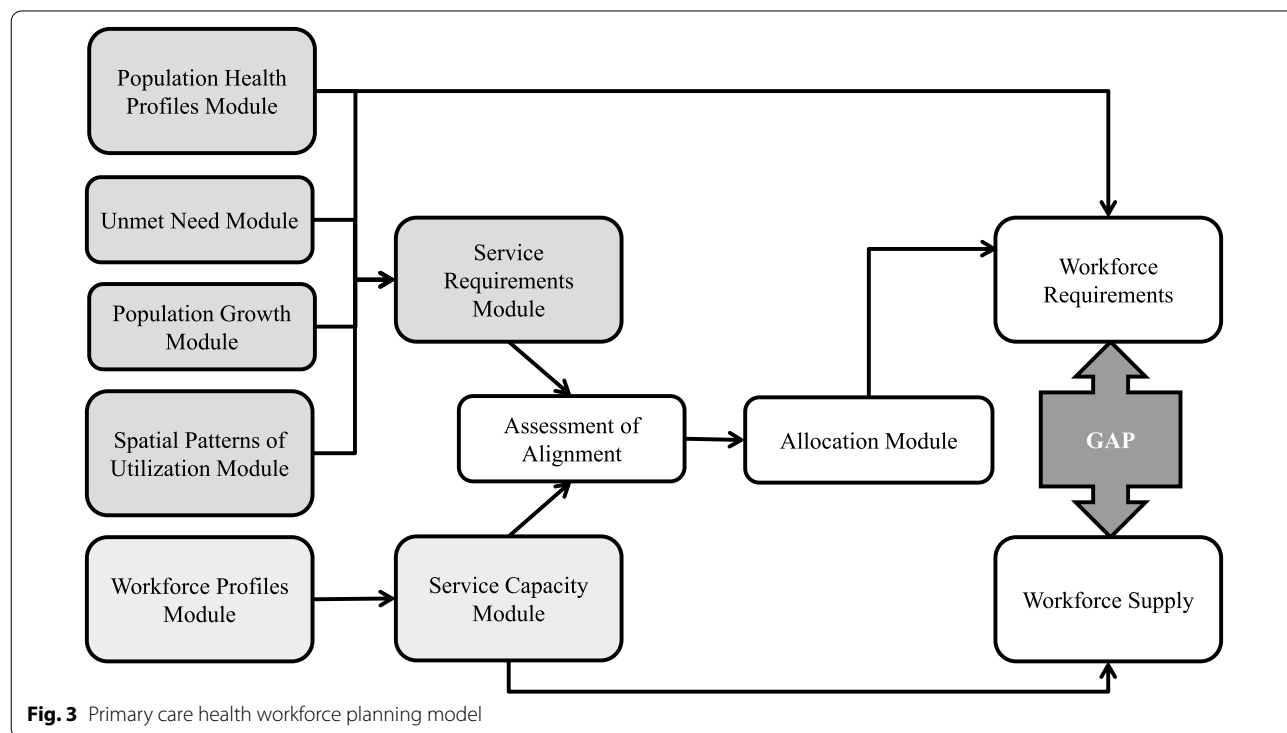 Population Health
Profiles Module
Unmet Need Module
Population Growth
Module
Spatial Patterns of
Utilization Module
Workforce Profiles
Module
Service
Requirements
Module
Service Capacity
Module
Assessment of
Alignment
Allocation Module
Workforce
Requirements
GAP
Workforce Supply
Fig. 3 Primary care health workforce planning model